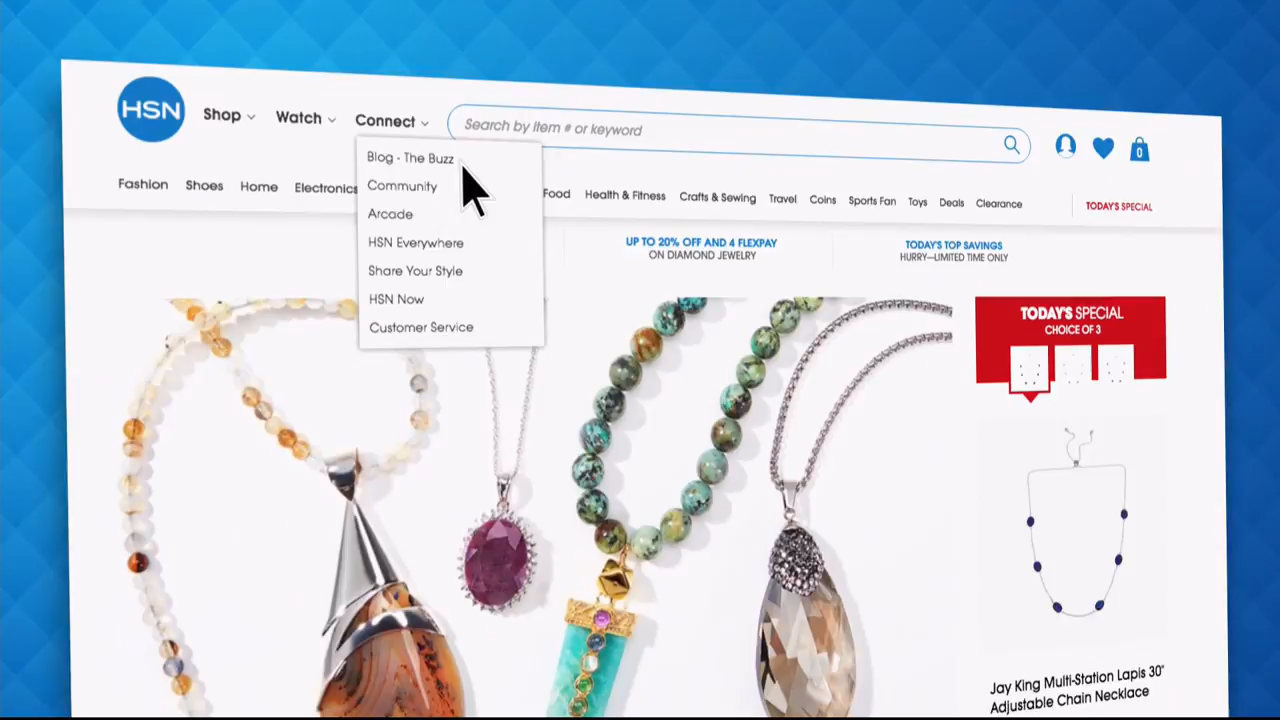 HSN
Shop
Watch
Connect
Search by item # or keyword
0
Blog - The Buzz
Community
Arcade
HSN Everywhere
Share Your Style
HSN Now
Customer Service
Fashion
Shoes
Home
Electronics
Food
Health & Fitness
Crafts & Sewing
Travel
Coins
Sports Fan
Toys
Deals
Clearance
TODAY'S SPECIAL
UP TO 20% OFF AND 4 FLEXPAY
ON DIAMOND JEWELRY
TODAY'S TOP SAVINGS
HURRY—LIMITED TIME ONLY
TODAY'S SPECIAL
CHOICE OF 3
Jay King Multi-Station Lapis 30"
Adjustable Chain Necklace